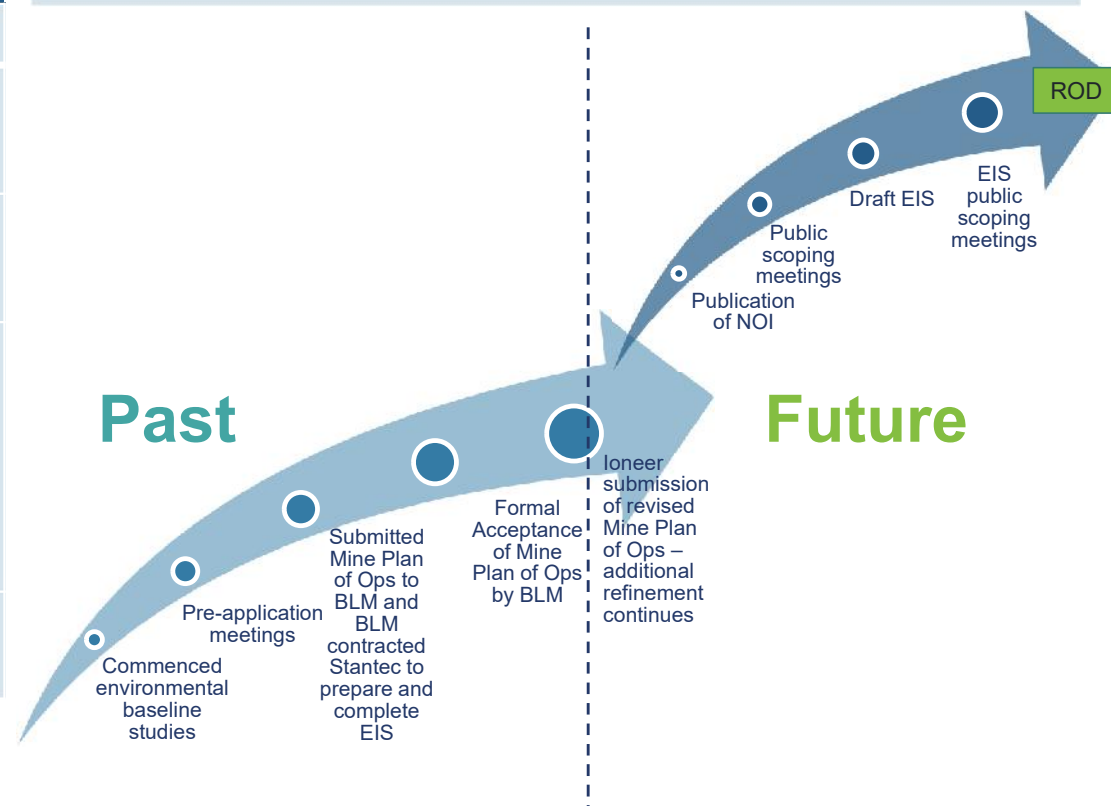 Past
Commenced
environmental
baseline
studies
Pre-application
meetings
Submitted
Mine Plan
of Ops to
BLM and
BLM
contracted
Stantec to
prepare and
complete
EIS
Formal
Acceptance
of Mine
Plan of Ops
by BLM
Ioneer
submission
of revised
Mine Plan
of Ops –
additional
refinement
continues
Future
Publication
of NOI
Public
scoping
meetings
Draft EIS
EIS
public
scoping
meetings
ROD